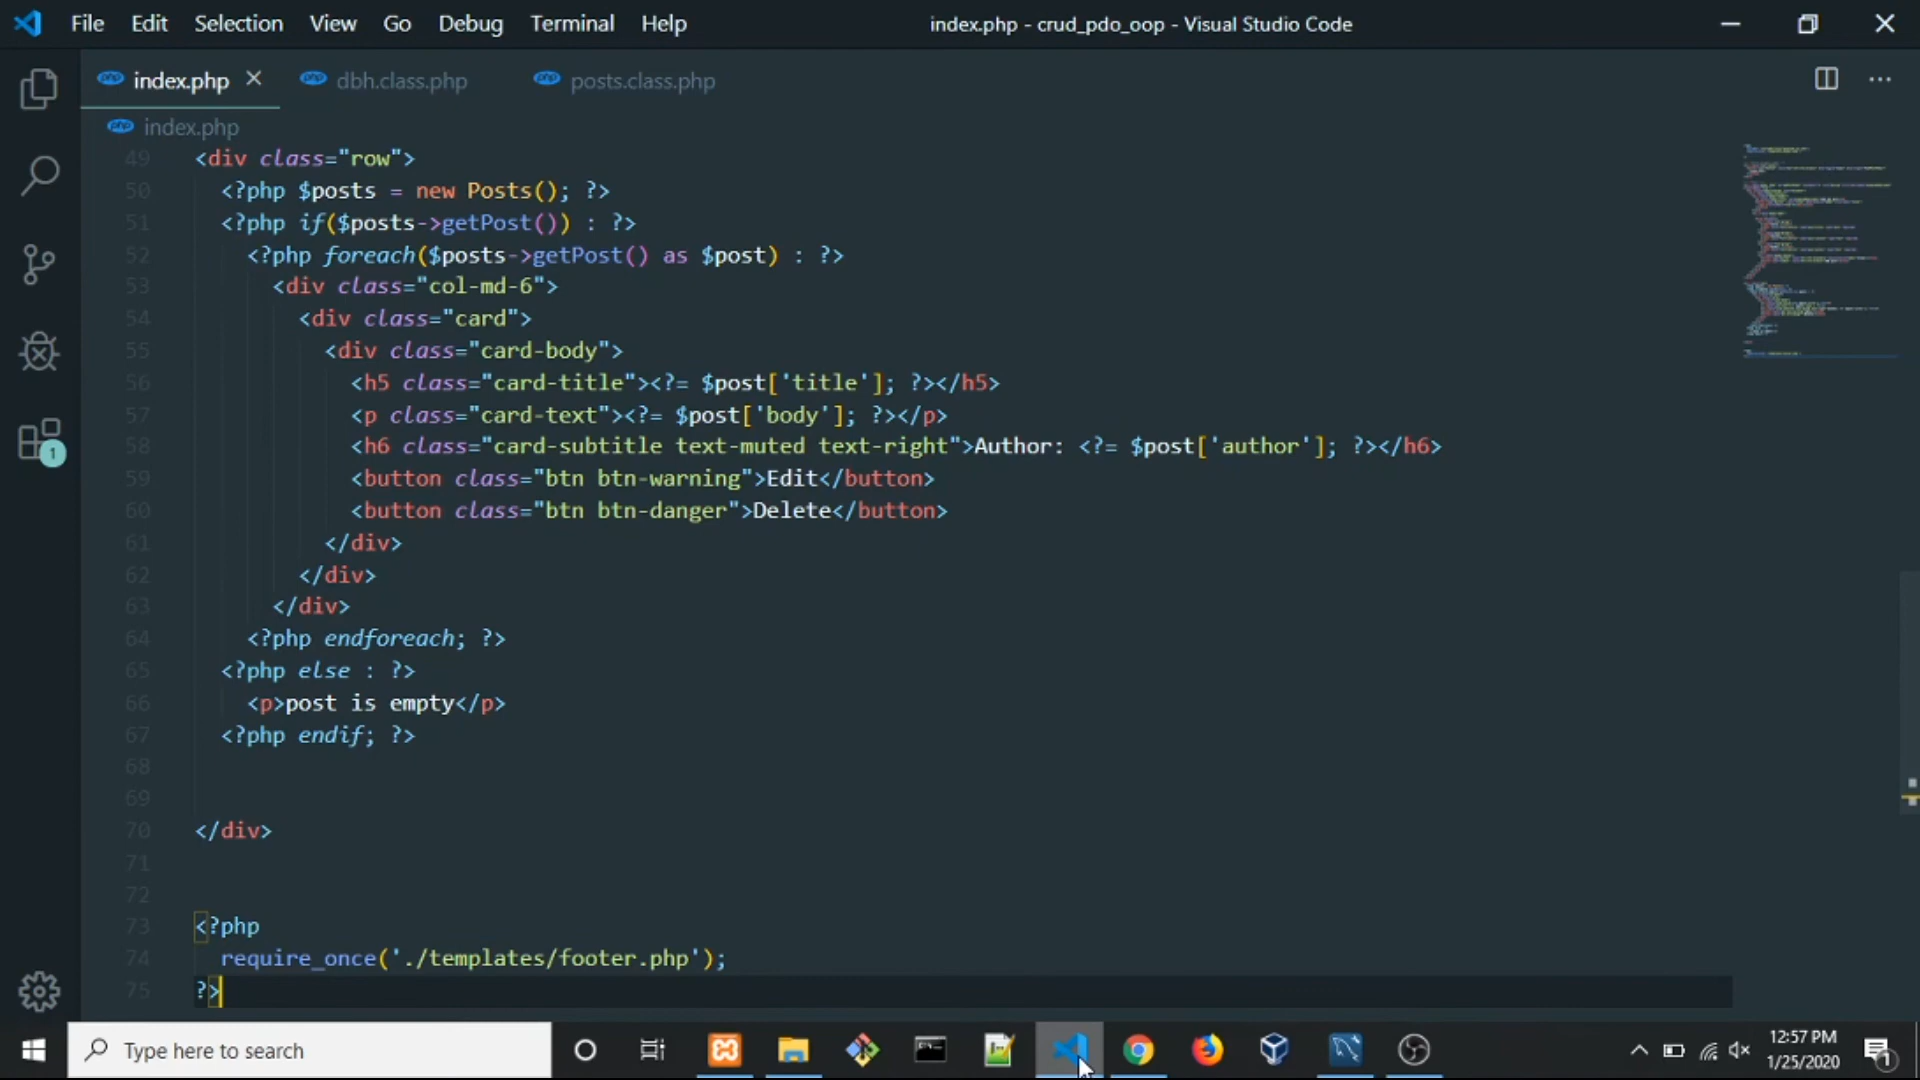 File Edit Selection View Go Debug Terminal Help index.php - crud_pdo_oop - Visual Studio Code
index.php dbh.class.php posts.class.php
index.php
49 <div class="row">
50 <?php $posts = new Posts(); ?>
51 <?php if($posts->getPost()) : ?>
52 <?php foreach($posts->getPost() as $post) : ?>
53 <div class="col-md-6">
54 <div class="card">
55 <div class="card-body">
56 <h5 class="card-title"><?= $post['title']; ?></h5>
57 <p class="card-text"><?= $post['body']; ?></p>
58 <h6 class="card-subtitle text-muted text-right">Author: <?= $post['author']; ?></h6>
59 <button class="btn btn-warning">Edit</button>
60 <button class="btn btn-danger">Delete</button>
61 </div>
62 </div>
63 </div>
64 <?php endforeach; ?>
65 <?php else : ?>
66 <p>post is empty</p>
67 <?php endif; ?>
68
69
70 </div>
71
72
73 <?php
74 require_once('./templates/footer.php');
75 ?>
1
Type here to search
12:57 PM
1/25/2020
1